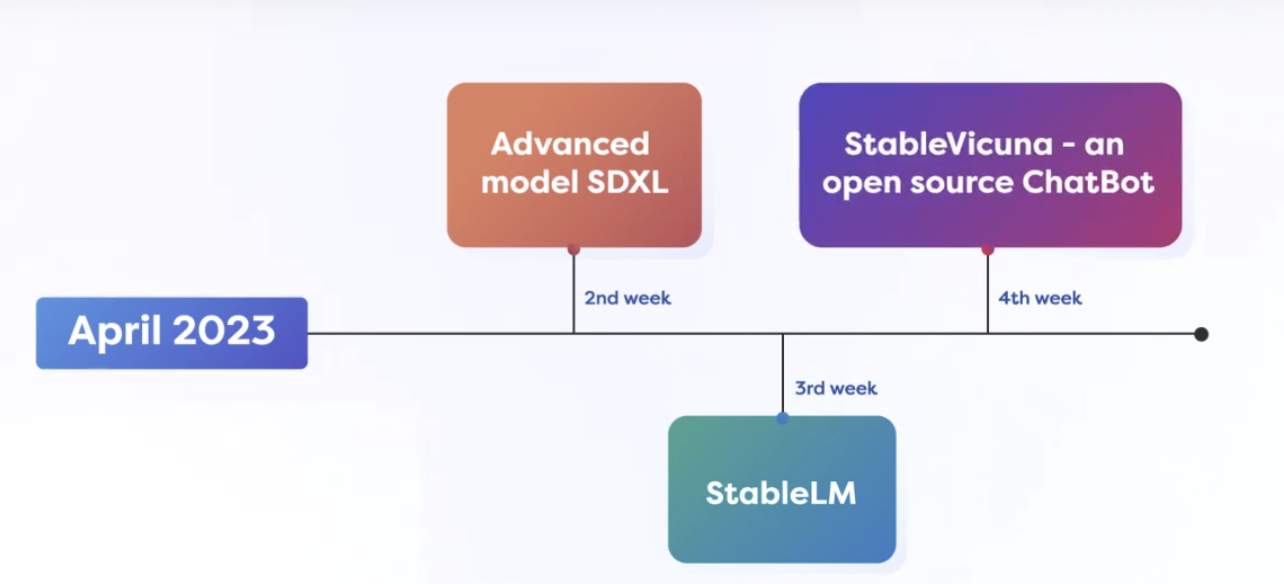 Advanced
model SDXL
StableVicuna - an
open source ChatBot
2nd week
4th week
April 2023
3rd week
StableLM